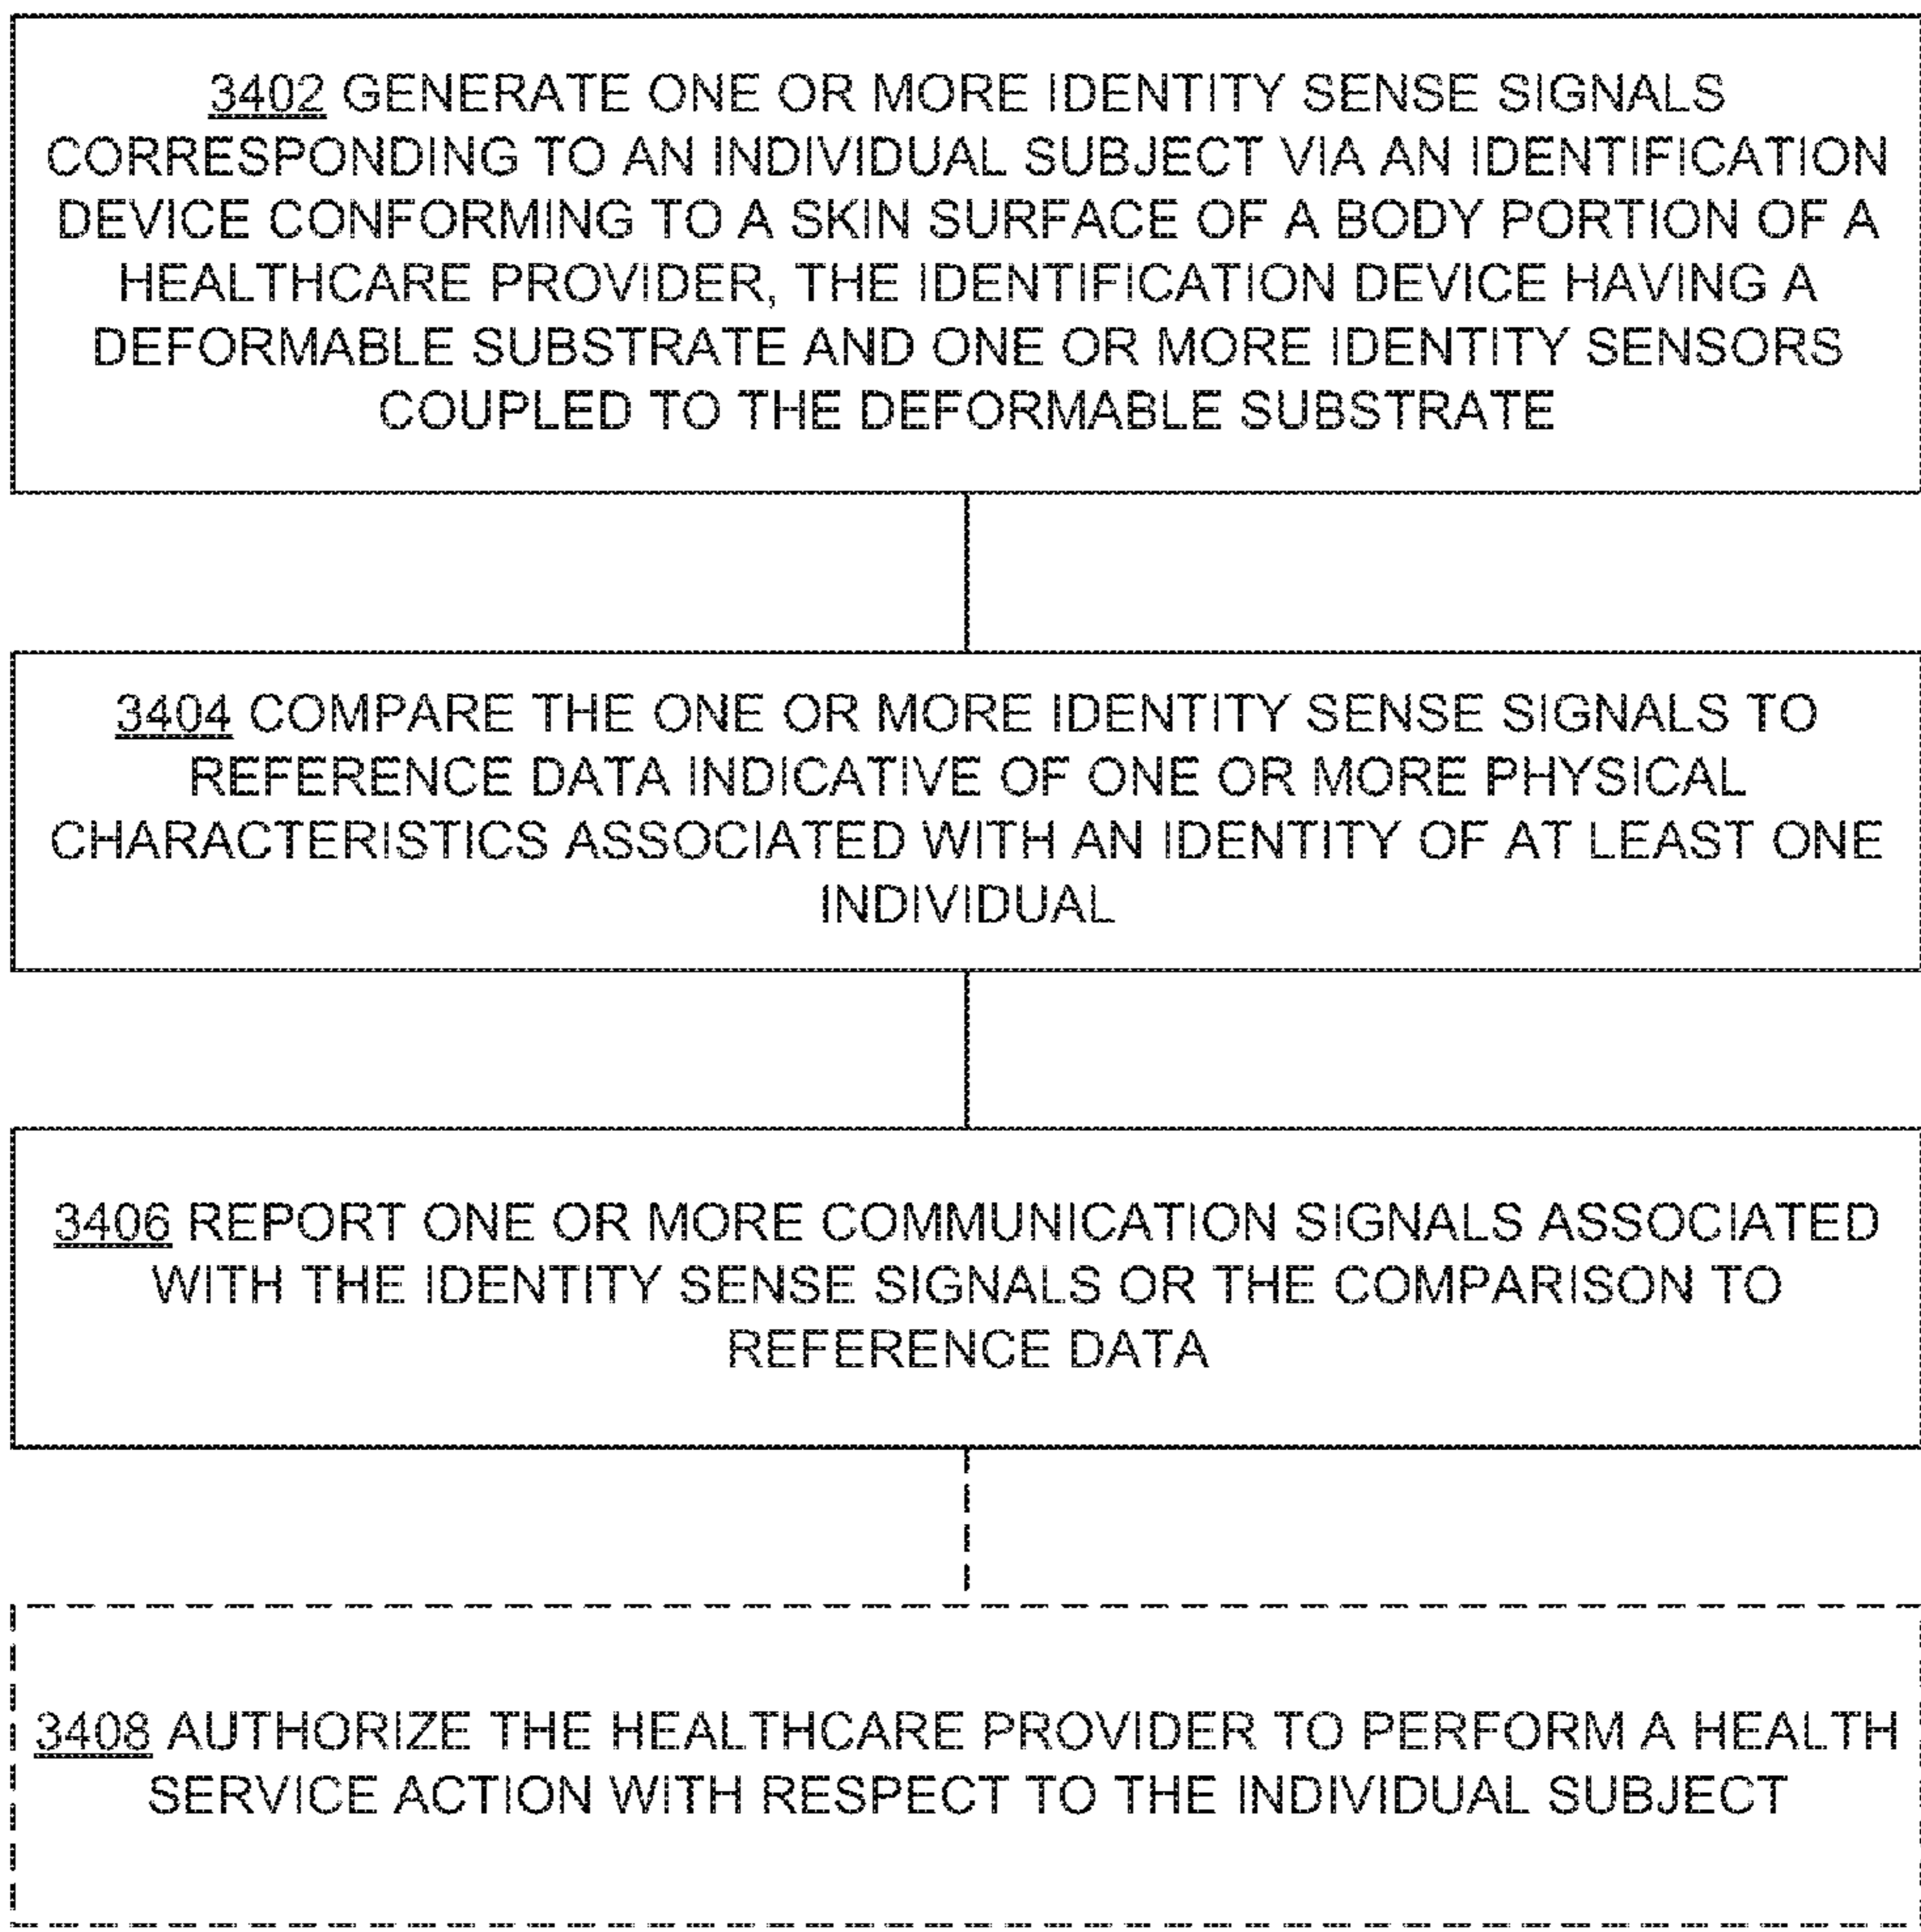 3402 GENERATE ONE OR MORE IDENTITY SENSE SIGNALS
CORRESPONDING TO AN INDIVIDUAL SUBJECT VIA AN IDENTIFICATION
DEVICE CONFORMING TO A SKIN SURFACE OF A BODY PORTION OF A
HEALTHCARE PROVIDER, THE IDENTIFICATION DEVICE HAVING A
DEFORMABLE SUBSTRATE AND ONE OR MORE IDENTITY SENSORS
COUPLED TO THE DEFORMABLE SUBSTRATE
3404 COMPARE THE ONE OR MORE IDENTITY SENSE SIGNALS TO
REFERENCE DATA INDICATIVE OF ONE OR MORE PHYSICAL
CHARACTERISTICS ASSOCIATED WITH AN IDENTITY OF AT LEAST ONE
INDIVIDUAL
3406 REPORT ONE OR MORE COMMUNICATION SIGNALS ASSOCIATED
WITH THE IDENTITY SENSE SIGNALS OR THE COMPARISON TO
REFERENCE DATA
3408 AUTHORIZE THE HEALTHCARE PROVIDER TO PERFORM A HEALTH
SERVICE ACTION WITH RESPECT TO THE INDIVIDUAL SUBJECT